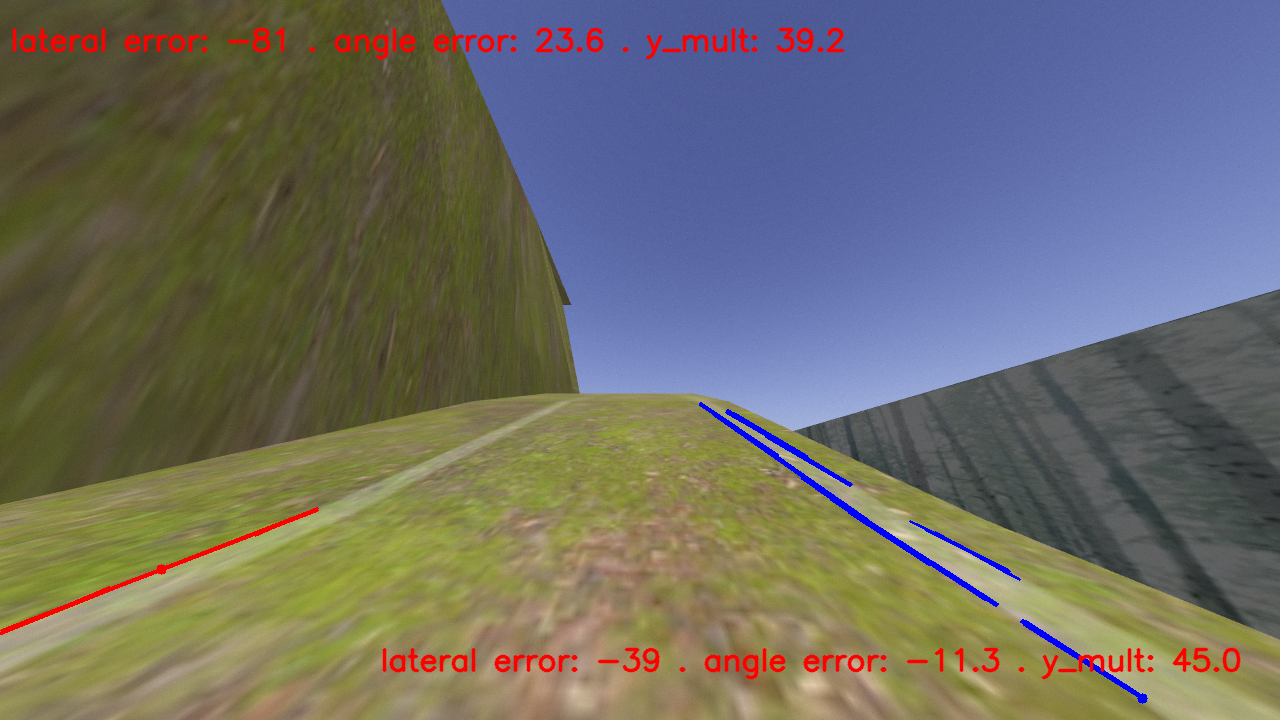 lateral error: -81 . angle error: 23.6 . y_mult: 39.2
lateral error: -39 . angle error: -11.3 . y_mult: 45.0